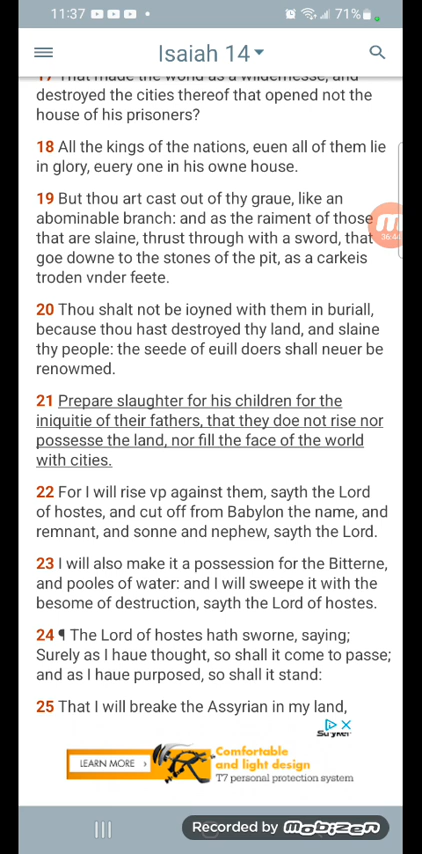 11:37
71%
Isaiah 14
17 That made the world as a wildernesse, and
destroyed the cities thereof that opened not the
house of his prisoners?
18 All the kings of the nations, euen all of them lie
in glory, euery one in his owne house.
19 But thou art cast out of thy graue, like an
abominable branch: and as the raiment of those
that are slaine, thrust through with a sword, that
goe downe to the stones of the pit, as a carkeis
troden vnder feete.
20 Thou shalt not be ioyned with them in buriall,
because thou hast destroyed thy land, and slaine
thy people: the seede of euill doers shall neuer be
renowmed.
21 Prepare slaughter for his children for the
iniquitie of their fathers, that they doe not rise nor
possesse the land, nor fill the face of the world
with cities.
22 For I will rise vp against them, sayth the Lord
of hostes, and cut off from Babylon the name, and
remnant, and sonne and nephew, sayth the Lord.
23 I will also make it a possession for the Bitterne,
and pooles of water: and I will sweepe it with the
besome of destruction, sayth the Lord of hostes.
24 ¶ The Lord of hostes hath sworne, saying;
Surely as I haue thought, so shall it come to passe;
and as I haue purposed, so shall it stand:
25 That I will breake the Assyrian in my land,
LEARN MORE
Comfortable
and light design
T7 personal protection system
Recorded by mobizen